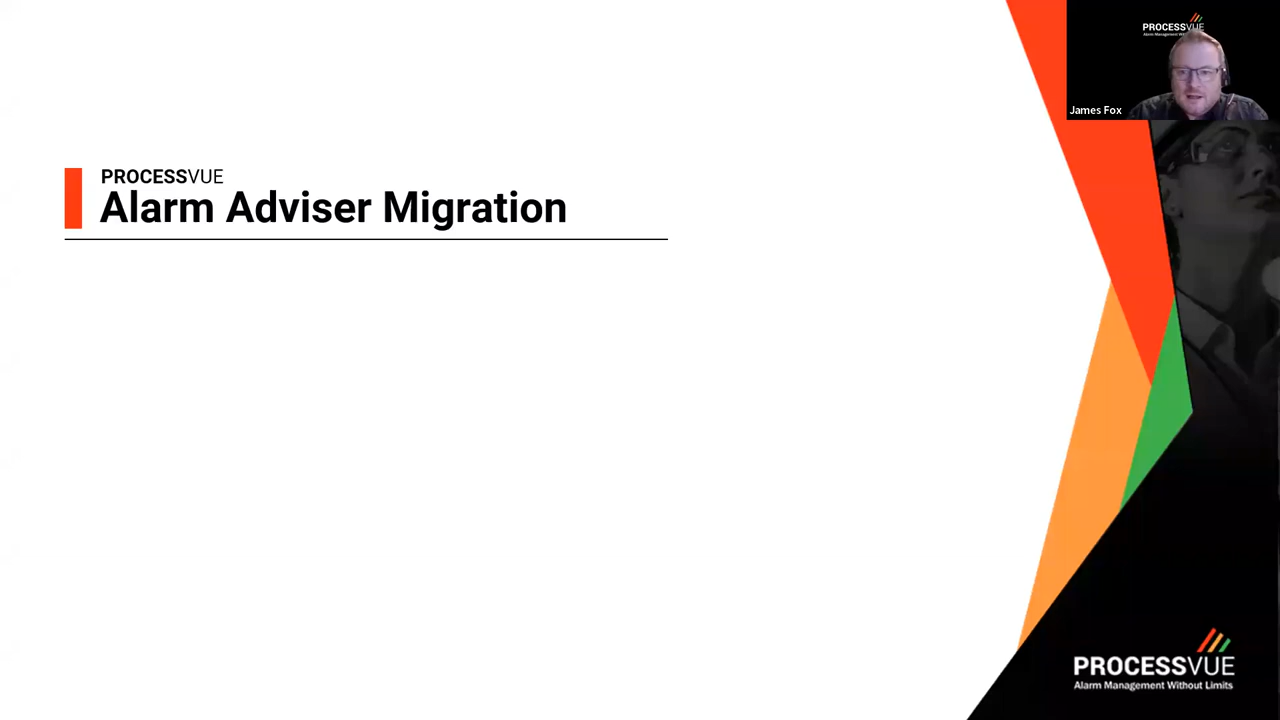 PROCESSVUE
Alarm Adviser Migration
PROCESSVUE
James Fox
PROCESSVUE
Alarm Management Without Limits